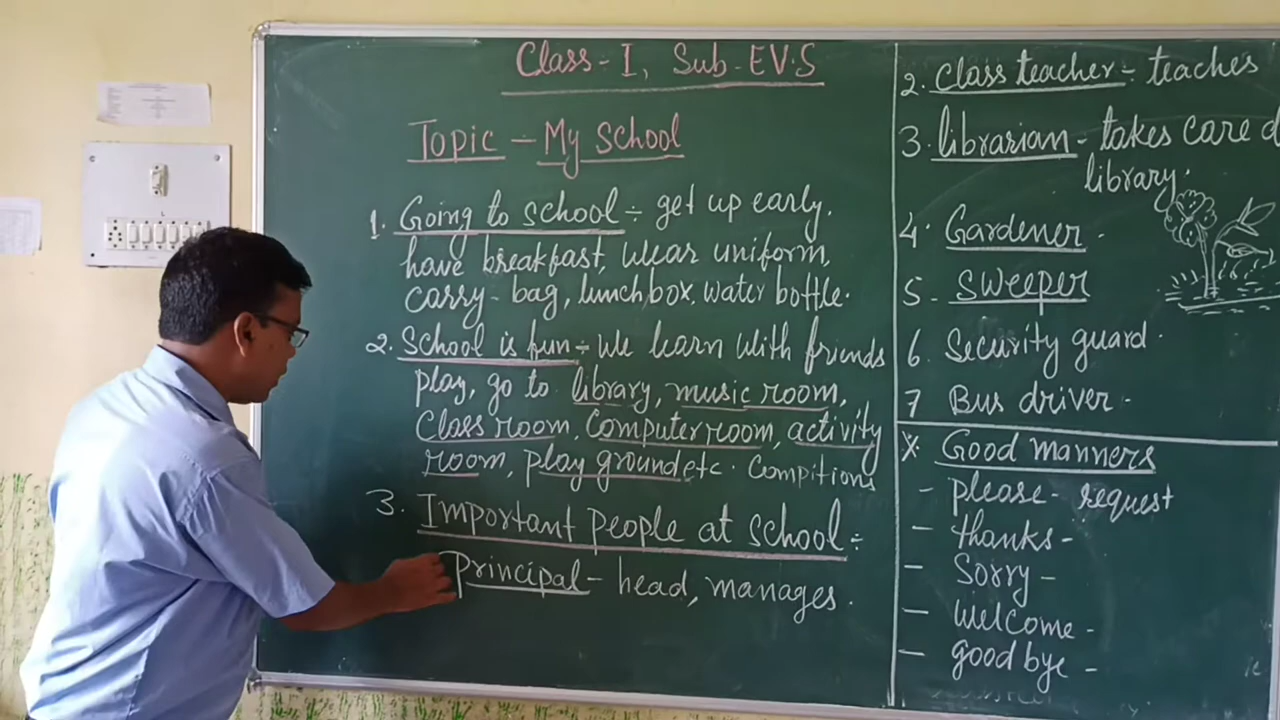 Class - I, Sub - EV.S
Topic - My School
1. Going to school ÷ get up early.
have breakfast, wear uniform,
carry - bag, lunch box, water bottle.
2. School is fun ÷ We learn with friends
play, go to library, music room,
Class room, Computer room, activity
room, play ground etc. Compitions
3. Important people at school ÷
Principal - head, manages.
2. Class teacher ÷ teaches
3. librarian - takes care
library.
4. Gardener.
5 - Sweeper
6. Security guard.
7 Bus driver.
X. Good manners
- please - request
- thanks -
- Sorry -
- Welcome -
- good bye -